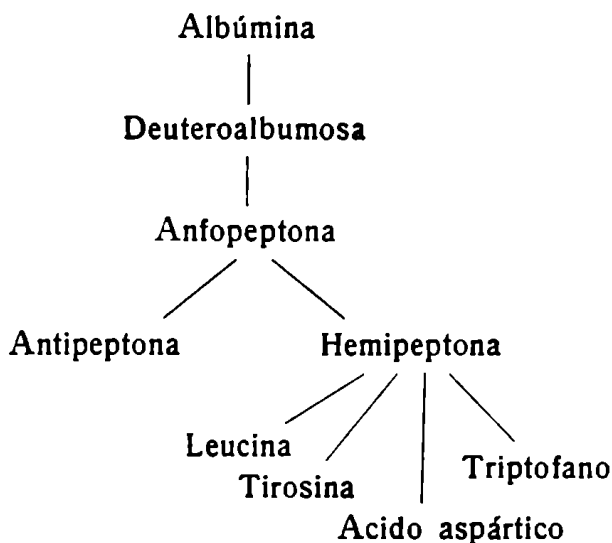 Albúmina
Deuteroalbumosa
Anfopeptona
Antipeptona Hemipeptona
Leucina
Tirosina
Triptofano
Acido aspártico